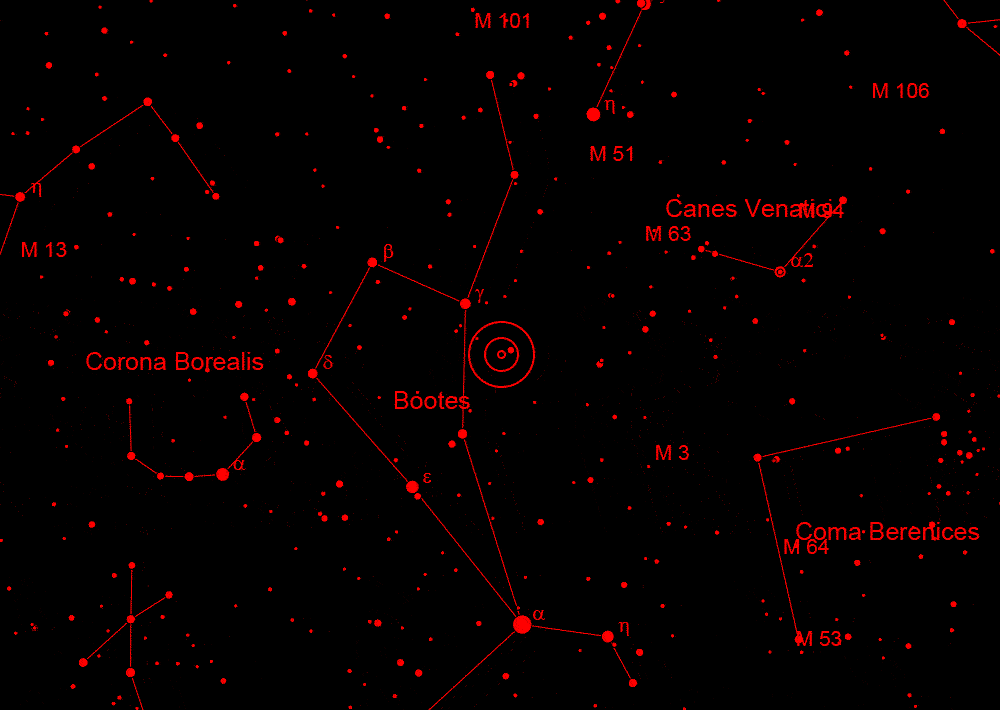 M 101
M 106
η
M 51
η
Canes Venatici
M 94
M 63
M 13
β
α2
γ
Corona Borealis
δ
Bootes
M 3
α
ε
Coma Berenices
M 64
α
η
M 53